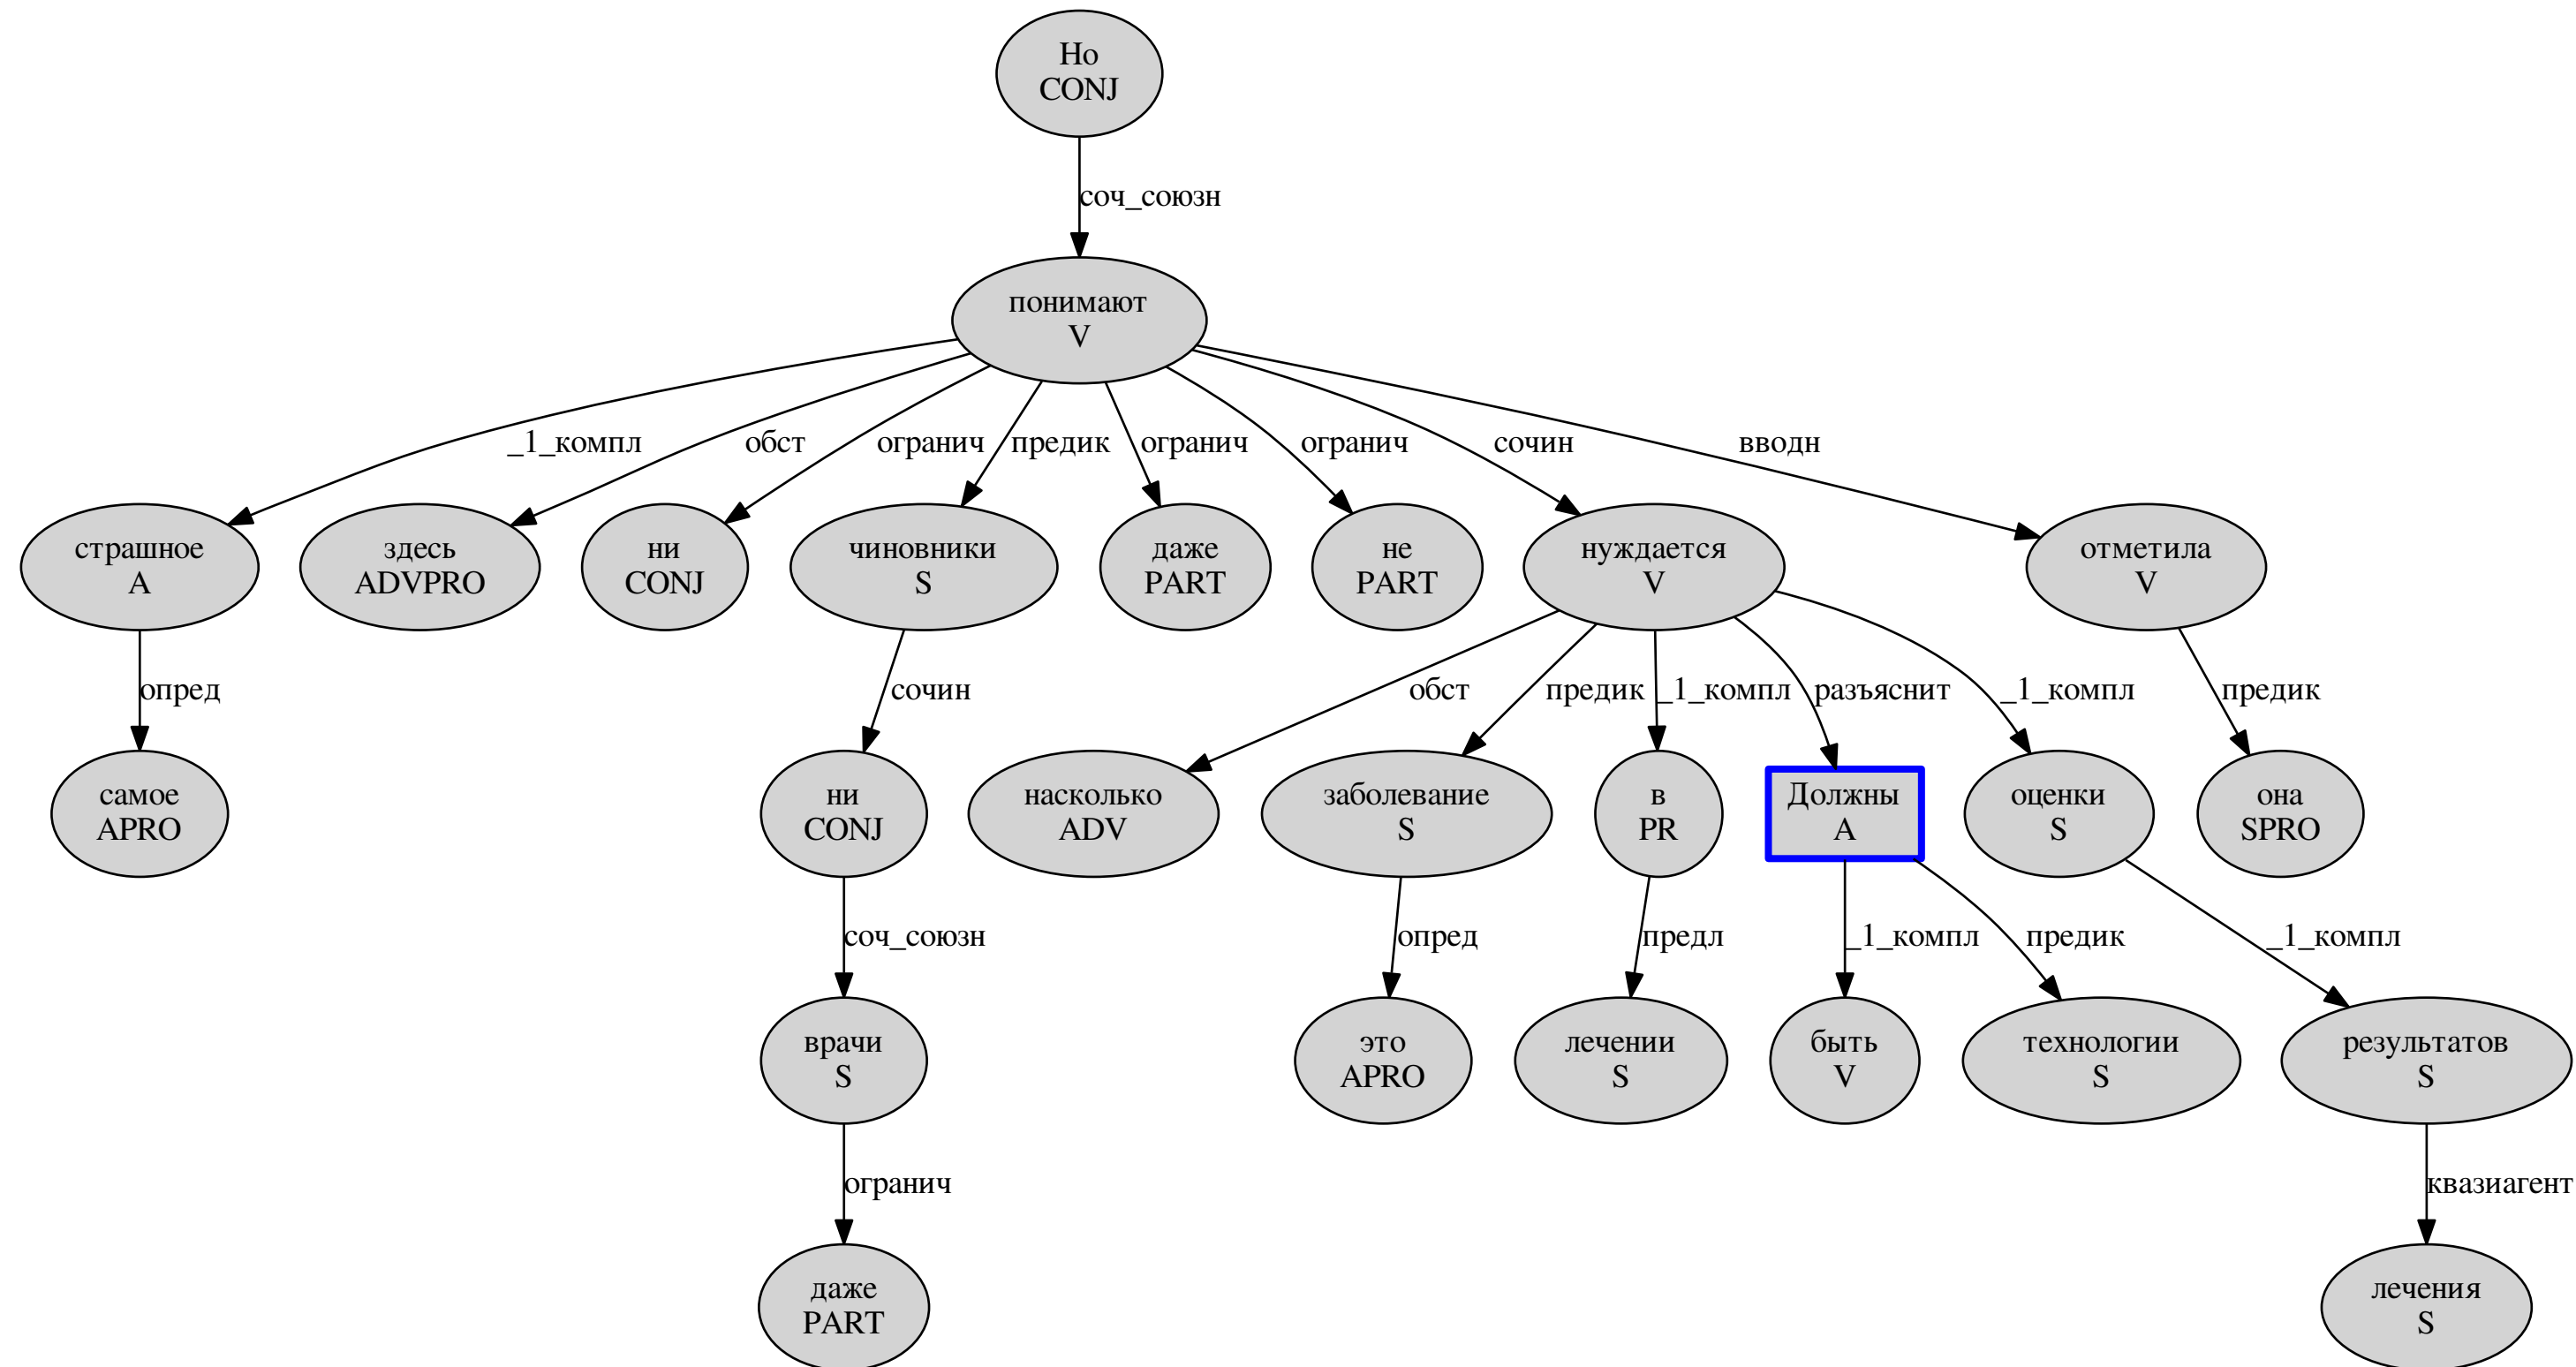 Но
CONJ
соч_союзн
понимают
V
_1_компл
обст
огранич
предик
огранич
огранич
сочин
вводн
страшное
A
здесь
ADVPRO
ни
CONJ
чиновники
S
даже
PART
не
PART
нуждается
V
отметила
V
опред
сочин
обст
предик
_1_компл
разъяснит
_1_компл
предик
самое
APRO
ни
CONJ
насколько
ADV
заболевание
S
в
PR
Должны
A
оценки
S
она
SPRO
соч_союзн
опред
предл
_1_компл
предик
_1_компл
врачи
S
это
APRO
лечении
S
быть
V
технологии
S
результатов
S
огранич
квазиагент
даже
PART
лечения
S